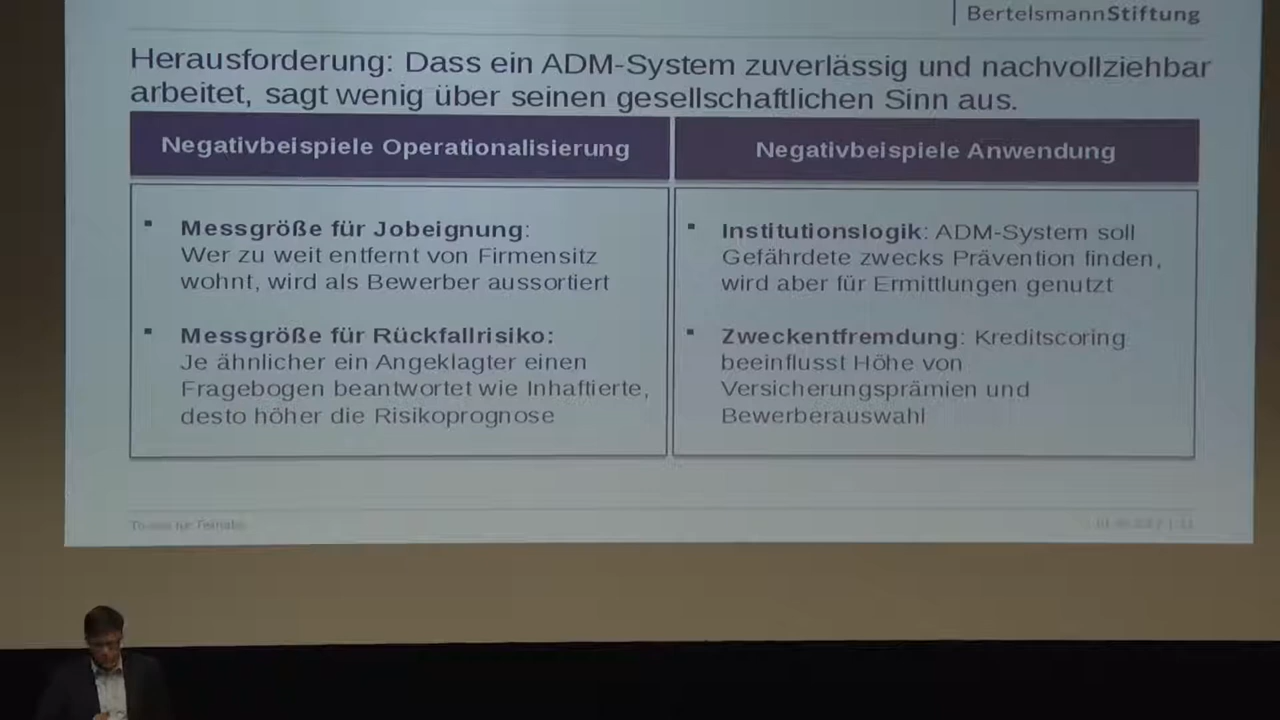 BertelsmannStiftung
Herausforderung: Dass ein ADM-System zuverlässig und nachvollziehbar
arbeitet, sagt wenig über seinen gesellschaftlichen Sinn aus.
Negativbeispiele Operationalisierung
Negativbeispiele Anwendung
▪ Messgröße für Jobeignung:
Wer zu weit entfernt von Firmensitz
wohnt, wird als Bewerber aussortiert
▪ Messgröße für Rückfallrisiko:
Je ähnlicher ein Angeklagter einen
Fragebogen beantwortet wie Inhaftierte,
desto höher die Risikoprognose
▪ Institutionslogik: ADM-System soll
Gefährdete zwecks Prävention finden,
wird aber für Ermittlungen genutzt
▪ Zweckentfremdung: Kreditscoring
beeinflusst Höhe von
Versicherungsprämien und
Bewerberauswahl